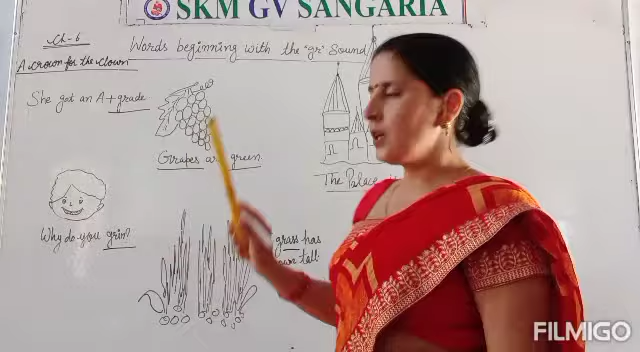 SKM GV SANGARIA
Ch-6
Words beginning with the "gr" Sound
A crown for the clown
She got an A+ grade
Grapes are green.
The Palace
Why do you grin?
grass has
tall.
FILMIGO